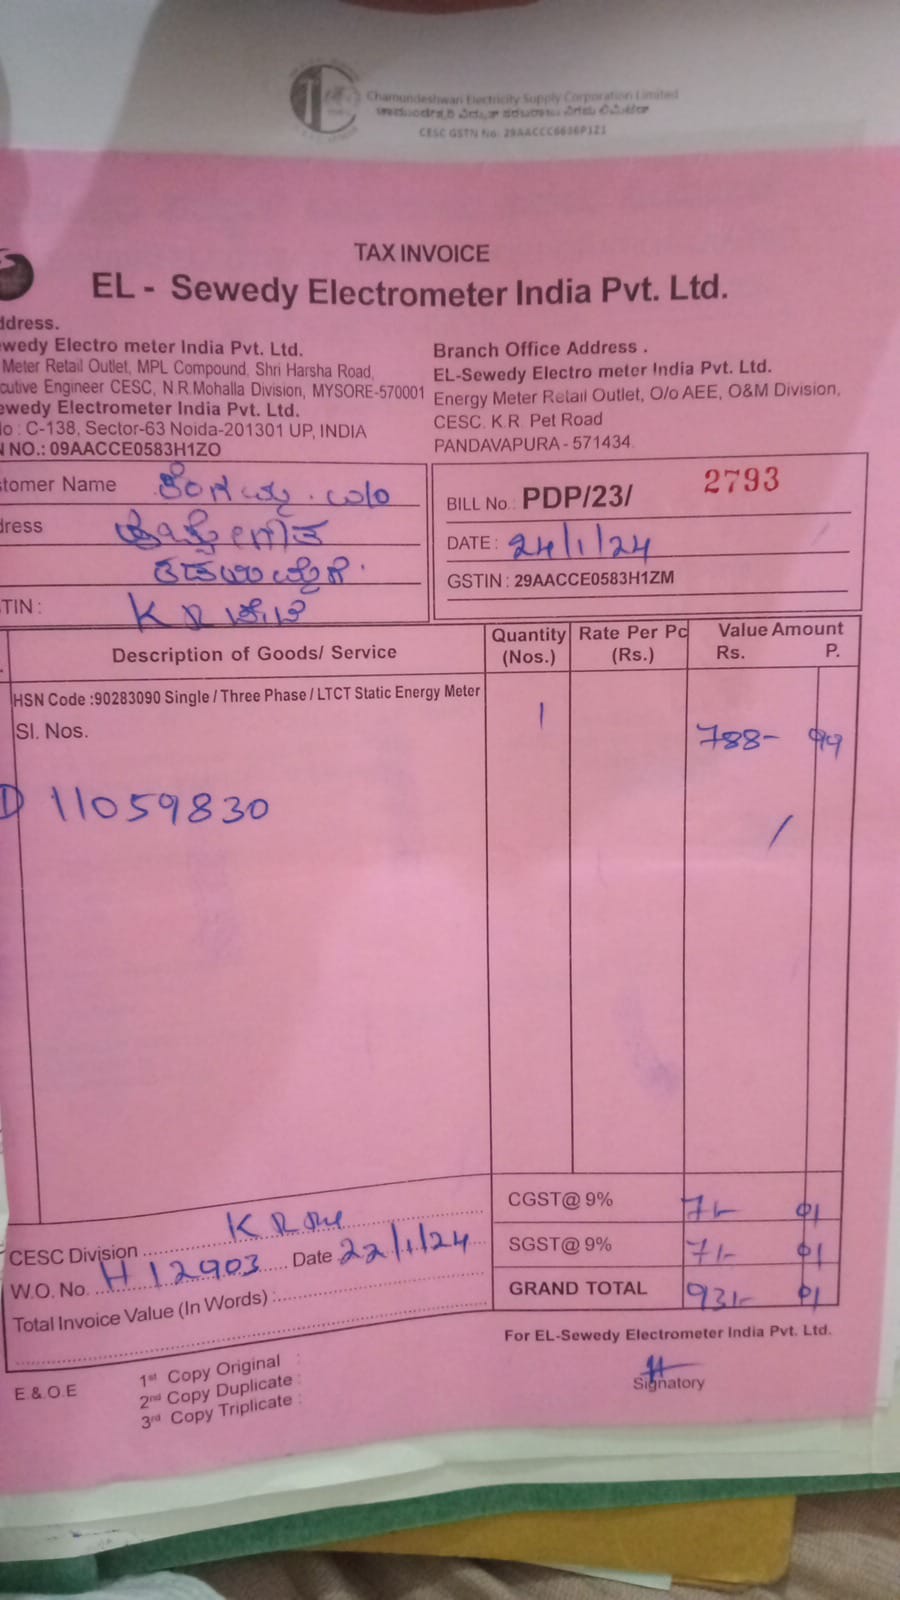 Chamundeshwari Electricity Supply Corporation Limited
CESC GSTN No: 29AACCC6636P1Z1
TAX INVOICE
EL - Sewedy Electrometer India Pvt. Ltd.
ddress.
ewedy Electro meter India Pvt. Ltd.
Meter Retail Outlet, MPL Compound, Shri Harsha Road,
cutive Engineer CESC, N.R.Mohalla Division, MYSORE-570001
ewedy Electrometer India Pvt. Ltd.
lo : C-138, Sector-63 Noida-201301 UP, INDIA
N NO.: 09AACCE0583H1ZO
Branch Office Address .
EL-Sewedy Electro meter India Pvt. Ltd.
Energy Meter Retail Outlet, O/o AEE, O&M Division,
CESC. K.R. Pet Road
PANDAVAPURA - 571434.
tomer Name
dress
TIN : K R ಪೇಟೆ
BILL No.: PDP/23/ 2793
DATE : 24/1/24
GSTIN : 29AACCE0583H1ZM
Description of Goods/ Service Quantity (Nos.) Rate Per Pc (Rs.) Value Amount Rs. P.
HSN Code :90283090 Single / Three Phase / LTCT Static Energy Meter
Sl. Nos. 1 788- 99
11059830
CGST@ 9% 71- 01
SGST@ 9% 71- 01
GRAND TOTAL 931- 01
CESC Division
W.O. No. H 12903 Date 22/1/24
Total Invoice Value (In Words) :
For EL-Sewedy Electrometer India Pvt. Ltd.
Signatory
E & O.E
1st Copy Original :
2nd Copy Duplicate :
3rd Copy Triplicate :